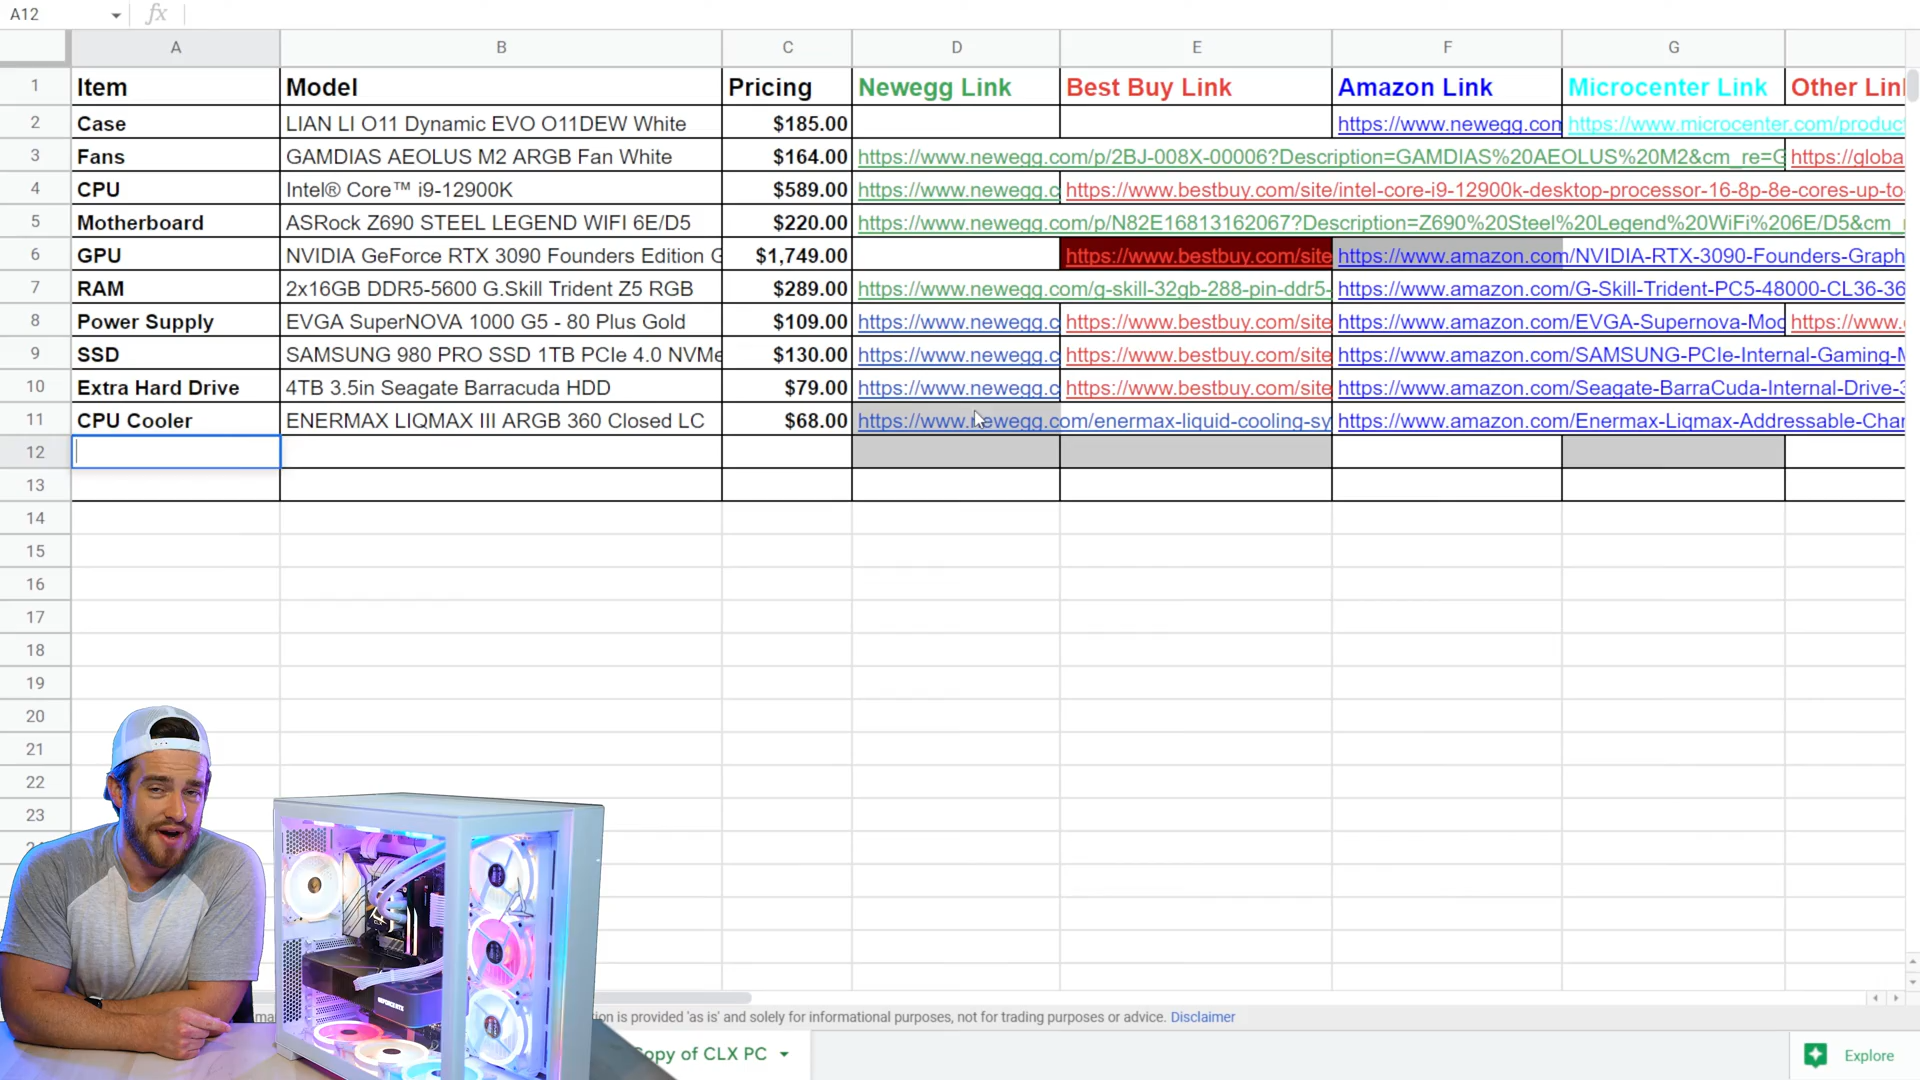 A12 fx
A B C D E F G
1 Item Model Pricing Newegg Link Best Buy Link Amazon Link Microcenter Link Other Lin
2 Case LIAN LI O11 Dynamic EVO O11DEW White $185.00 https://www.newegg.con https://www.microcenter.com/produc
3 Fans GAMDIAS AEOLUS M2 ARGB Fan White $164.00 https://www.newegg.com/p/2BJ-008X-00006?Description=GAMDIAS%20AEOLUS%20M2&cm_re=G https://globa
4 CPU Intel® Core™ i9-12900K $589.00 https://www.newegg.c https://www.bestbuy.com/site/intel-core-i9-12900k-desktop-processor-16-8p-8e-cores-up-to-
5 Motherboard ASRock Z690 STEEL LEGEND WIFI 6E/D5 $220.00 https://www.newegg.com/p/N82E16813162067?Description=Z690%20Steel%20Legend%20WiFi%206E/D5&cm_
6 GPU NVIDIA GeForce RTX 3090 Founders Edition G $1,749.00 https://www.bestbuy.com/site https://www.amazon.com/NVIDIA-RTX-3090-Founders-Graph
7 RAM 2x16GB DDR5-5600 G.Skill Trident Z5 RGB $289.00 https://www.newegg.com/g-skill-32gb-288-pin-ddr5- https://www.amazon.com/G-Skill-Trident-PC5-48000-CL36-36
8 Power Supply EVGA SuperNOVA 1000 G5 - 80 Plus Gold $109.00 https://www.newegg.c https://www.bestbuy.com/site https://www.amazon.com/EVGA-Supernova-Mod https://www.
9 SSD SAMSUNG 980 PRO SSD 1TB PCIe 4.0 NVMe $130.00 https://www.newegg.c https://www.bestbuy.com/site https://www.amazon.com/SAMSUNG-PCIe-Internal-Gaming-M
10 Extra Hard Drive 4TB 3.5in Seagate Barracuda HDD $79.00 https://www.newegg.c https://www.bestbuy.com/site https://www.amazon.com/Seagate-BarraCuda-Internal-Drive-3
11 CPU Cooler ENERMAX LIQMAX III ARGB 360 Closed LC $68.00 https://www.newegg.com/enermax-liquid-cooling-sy https://www.amazon.com/Enermax-Liqmax-Addressable-Char
12
13
14
15
16
17
18
19
20
21
22
23
GEFORCE RTX
ion is provided 'as is' and solely for informational purposes, not for trading purposes or advice. Disclaimer
Copy of CLX PC
Explore